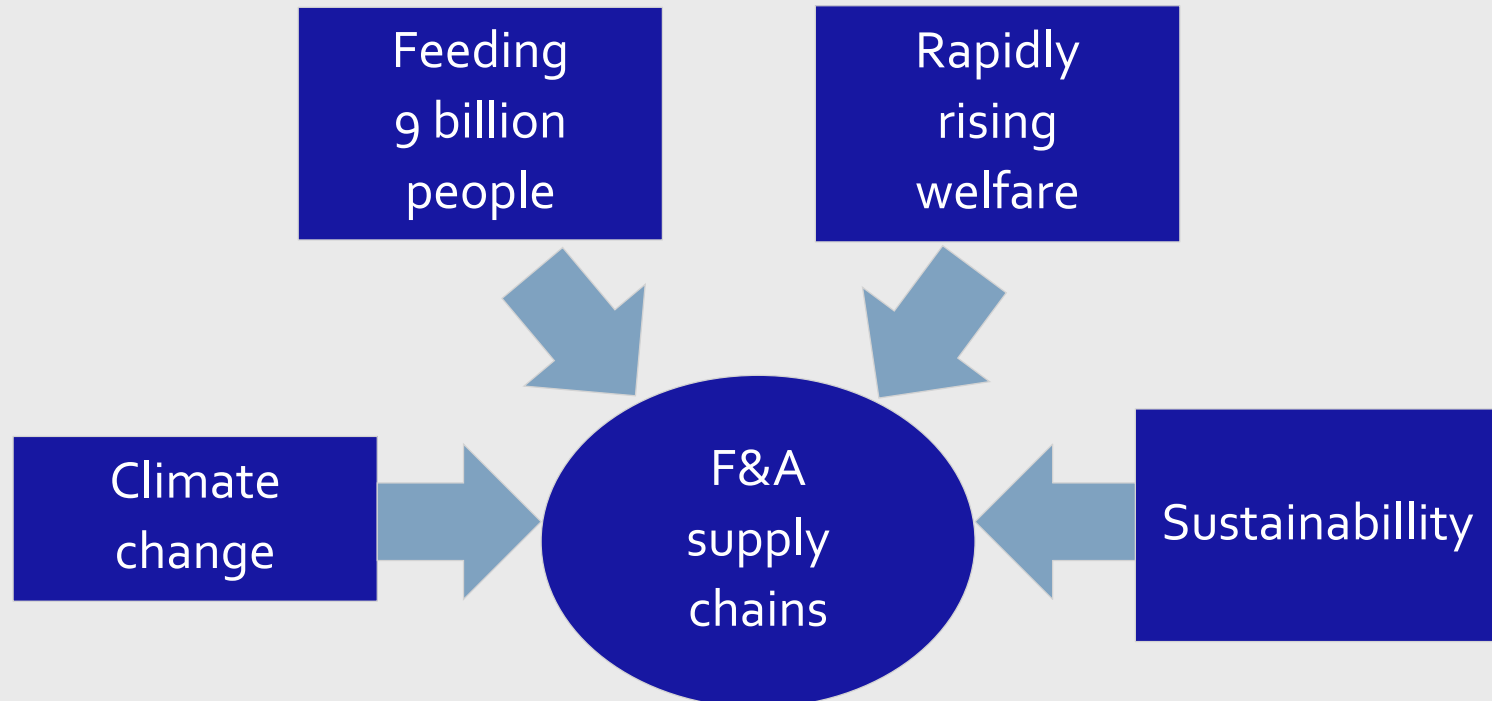 Feeding
9 billion
people
Rapidly
rising
welfare
Climate
change
F&A
supply
chains
Sustainabillity